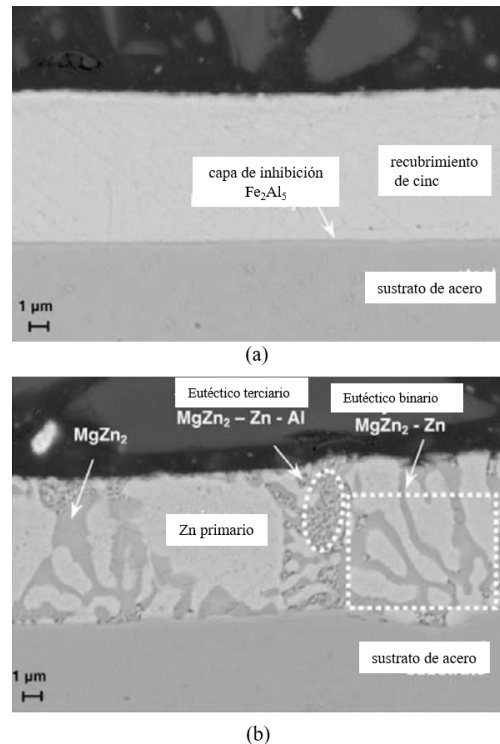 capa de inhibición
Fe₂Al₅
recubrimiento
de cinc
sustrato de acero
1 µm
(a)
Eutéctico terciario
MgZn₂ – Zn - Al
Eutéctico binario
MgZn₂ - Zn
MgZn₂
Zn primario
sustrato de acero
1 µm
(b)